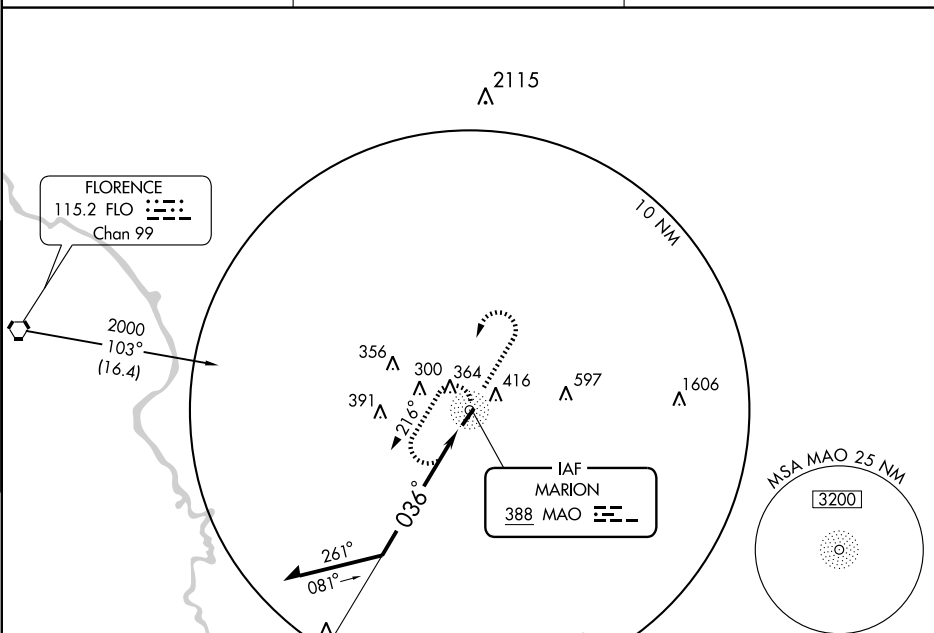 2115
10 NM
FLORENCE
115.2 FLO
Chan 99
2000
103°
(16.4)
356
300
364
416
597
1606
391
216°
036°
261°
081°
IAF
MARION
388 MAO
MSA MAO 25 NM
3200